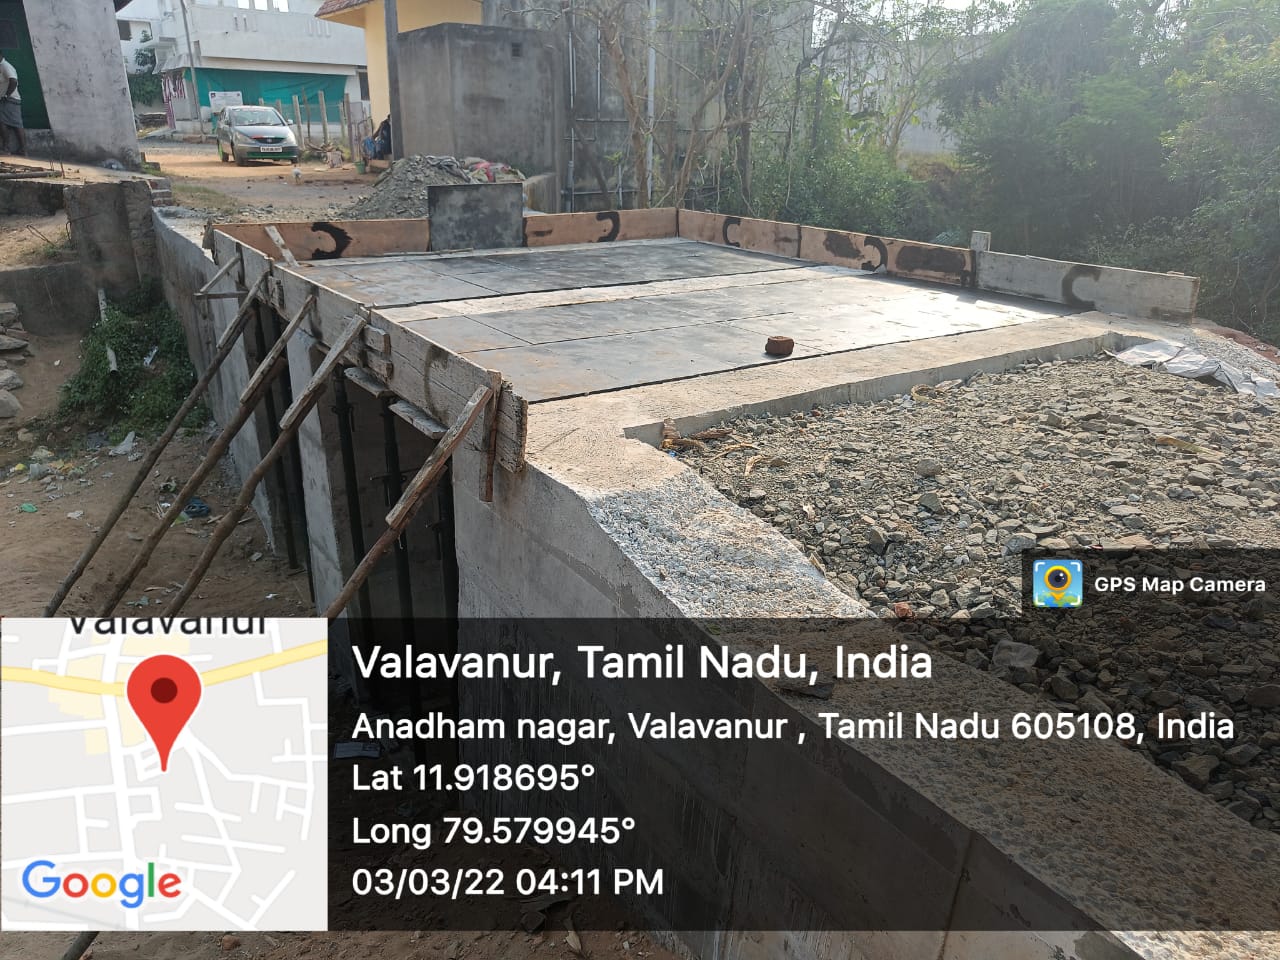 GPS Map Camera
Valavanur
Valavanur, Tamil Nadu, India
Anadham nagar, Valavanur , Tamil Nadu 605108, India
Lat 11.918695°
Long 79.579945°
03/03/22 04:11 PM
Google